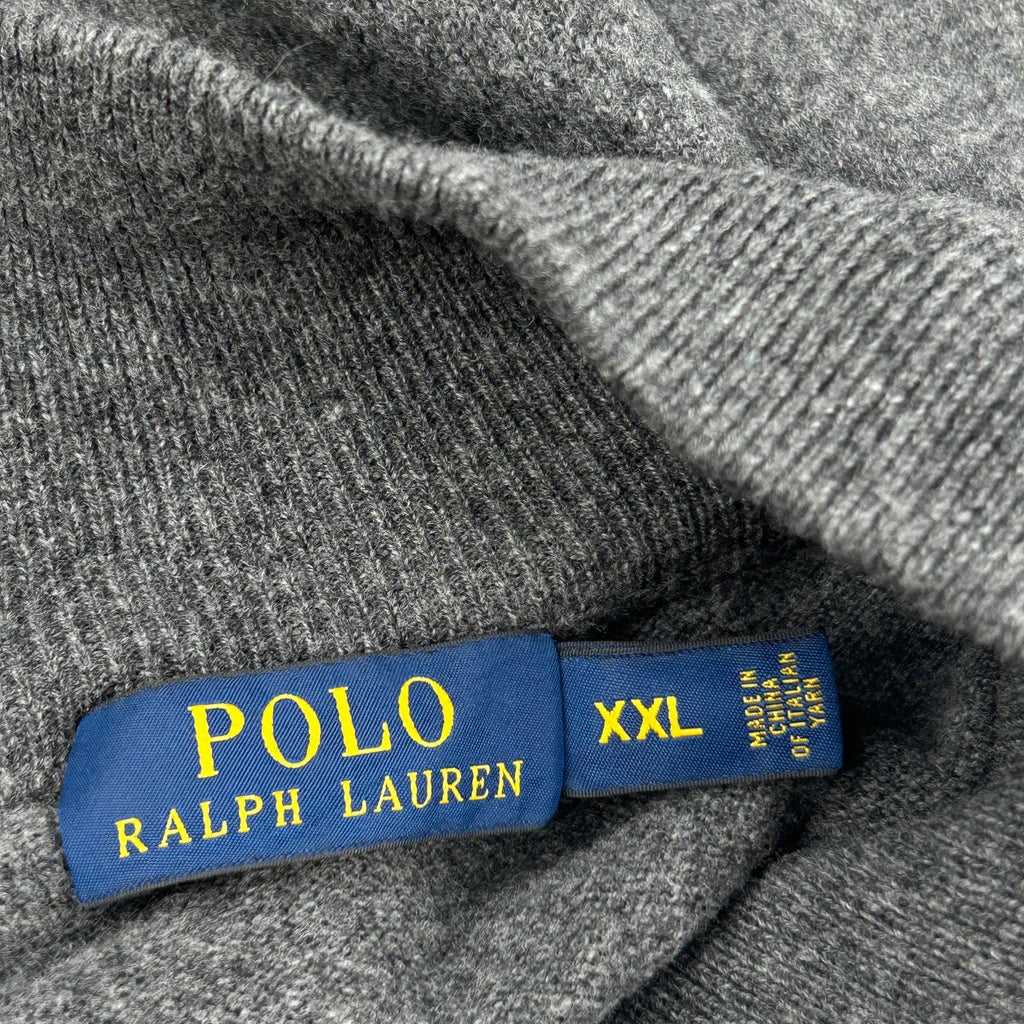 POLO
RALPH LAUREN
XXL
MADE IN
CHINA
OF ITALIAN
YARN